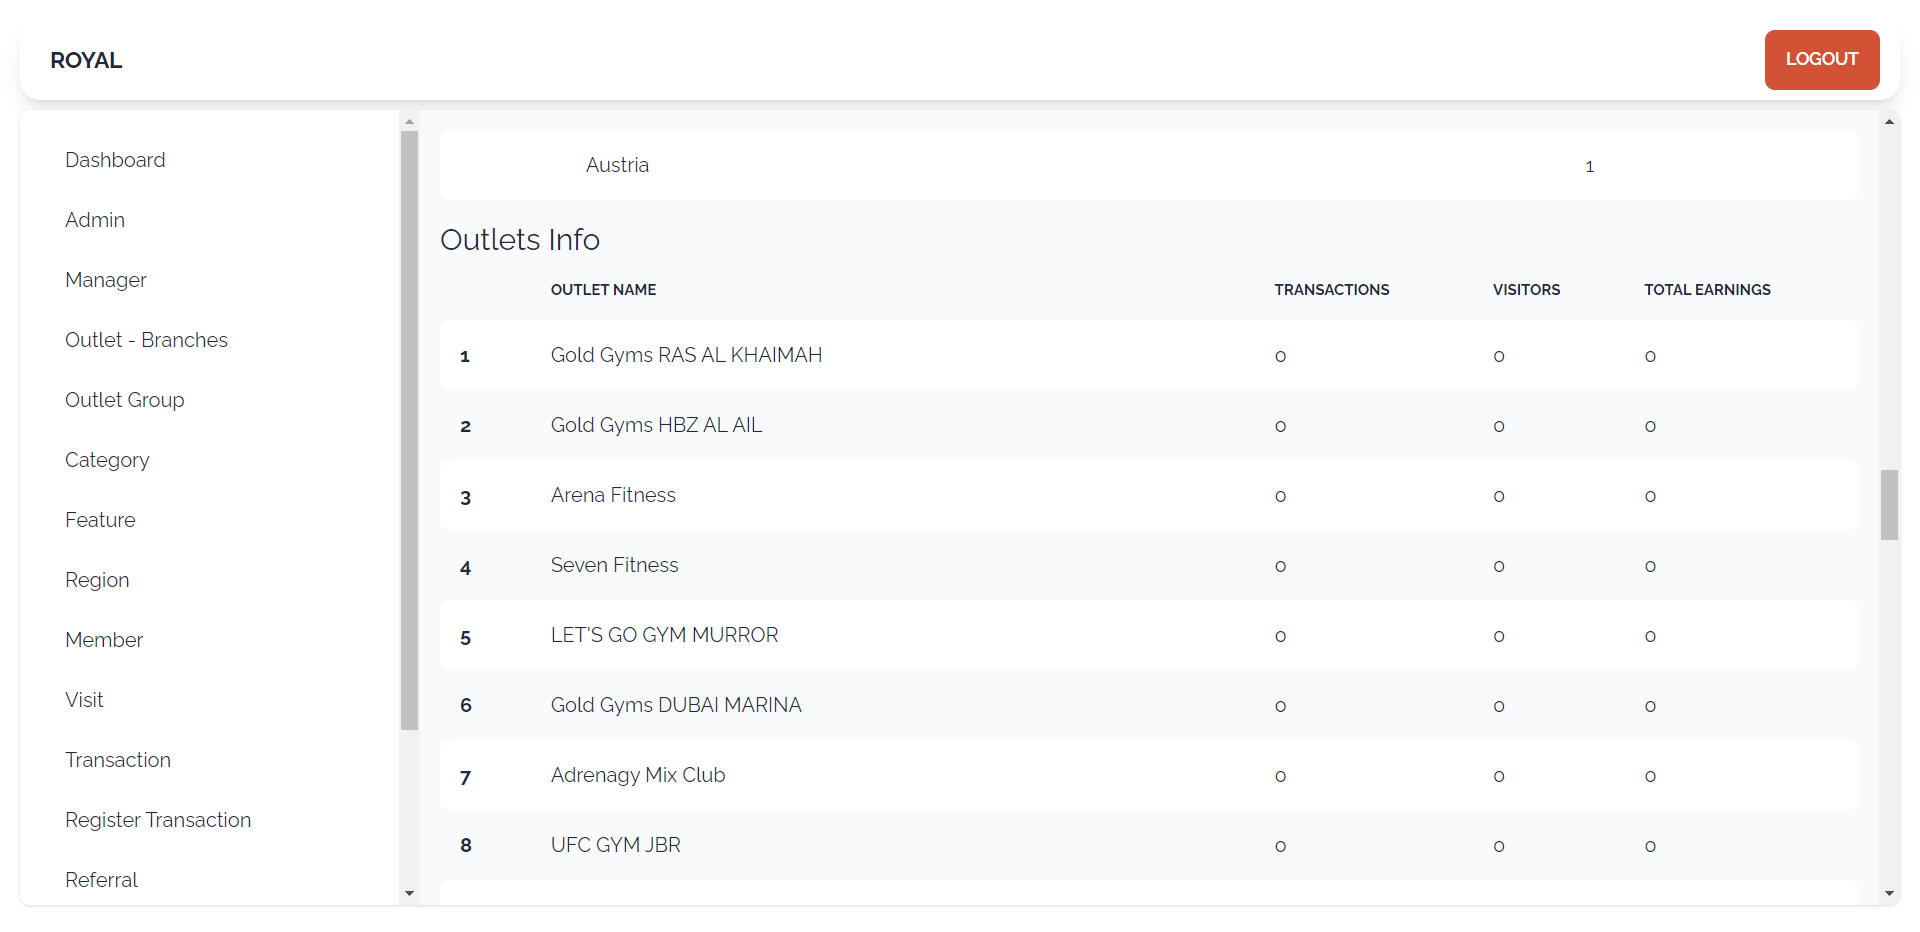 ROYAL
LOGOUT
Dashboard
Admin
Manager
Outlet - Branches
Outlet Group
Category
Feature
Region
Member
Visit
Transaction
Register Transaction
Referral
Austria 1
Outlets Info
OUTLET NAME TRANSACTIONS VISITORS TOTAL EARNINGS
1 Gold Gyms RAS AL KHAIMAH 0 0 0
2 Gold Gyms HBZ AL AIL 0 0 0
3 Arena Fitness 0 0 0
4 Seven Fitness 0 0 0
5 LET'S GO GYM MURROR 0 0 0
6 Gold Gyms DUBAI MARINA 0 0 0
7 Adrenagy Mix Club 0 0 0
8 UFC GYM JBR 0 0 0